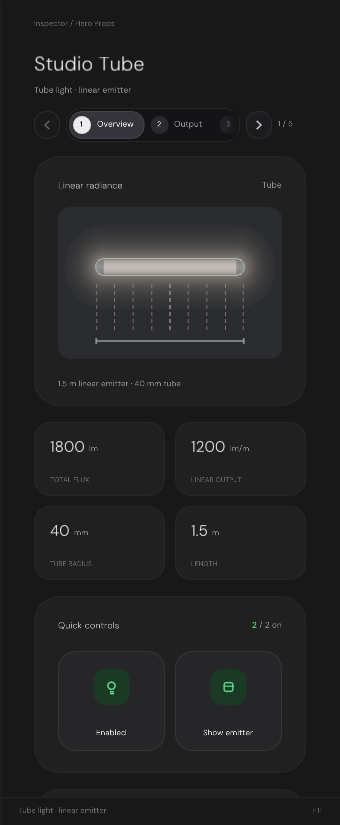 Inspector / Hero Props
Studio Tube
Tube light · linear emitter
1 Overview 2 Output 3 1 / 5
Linear radiance Tube
1.5 m linear emitter · 40 mm tube
1800 lm 1200 lm/m
TOTAL FLUX LINEAR OUTPUT
40 mm 1.5 m
TUBE RADIUS LENGTH
Quick controls 2 / 2 on
Enabled Show emitter
Tube light · linear emitter